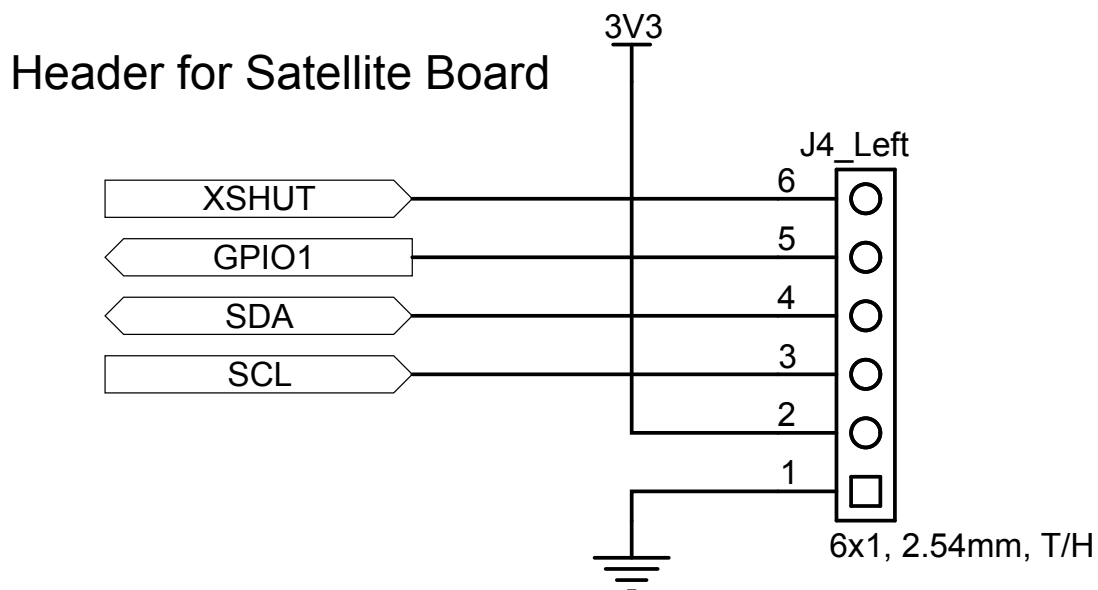 3V3
Header for Satellite Board
J4_Left
XSHUT 6
GPIO1 5
SDA 4
SCL 3
2
1
6x1, 2.54mm, T/H